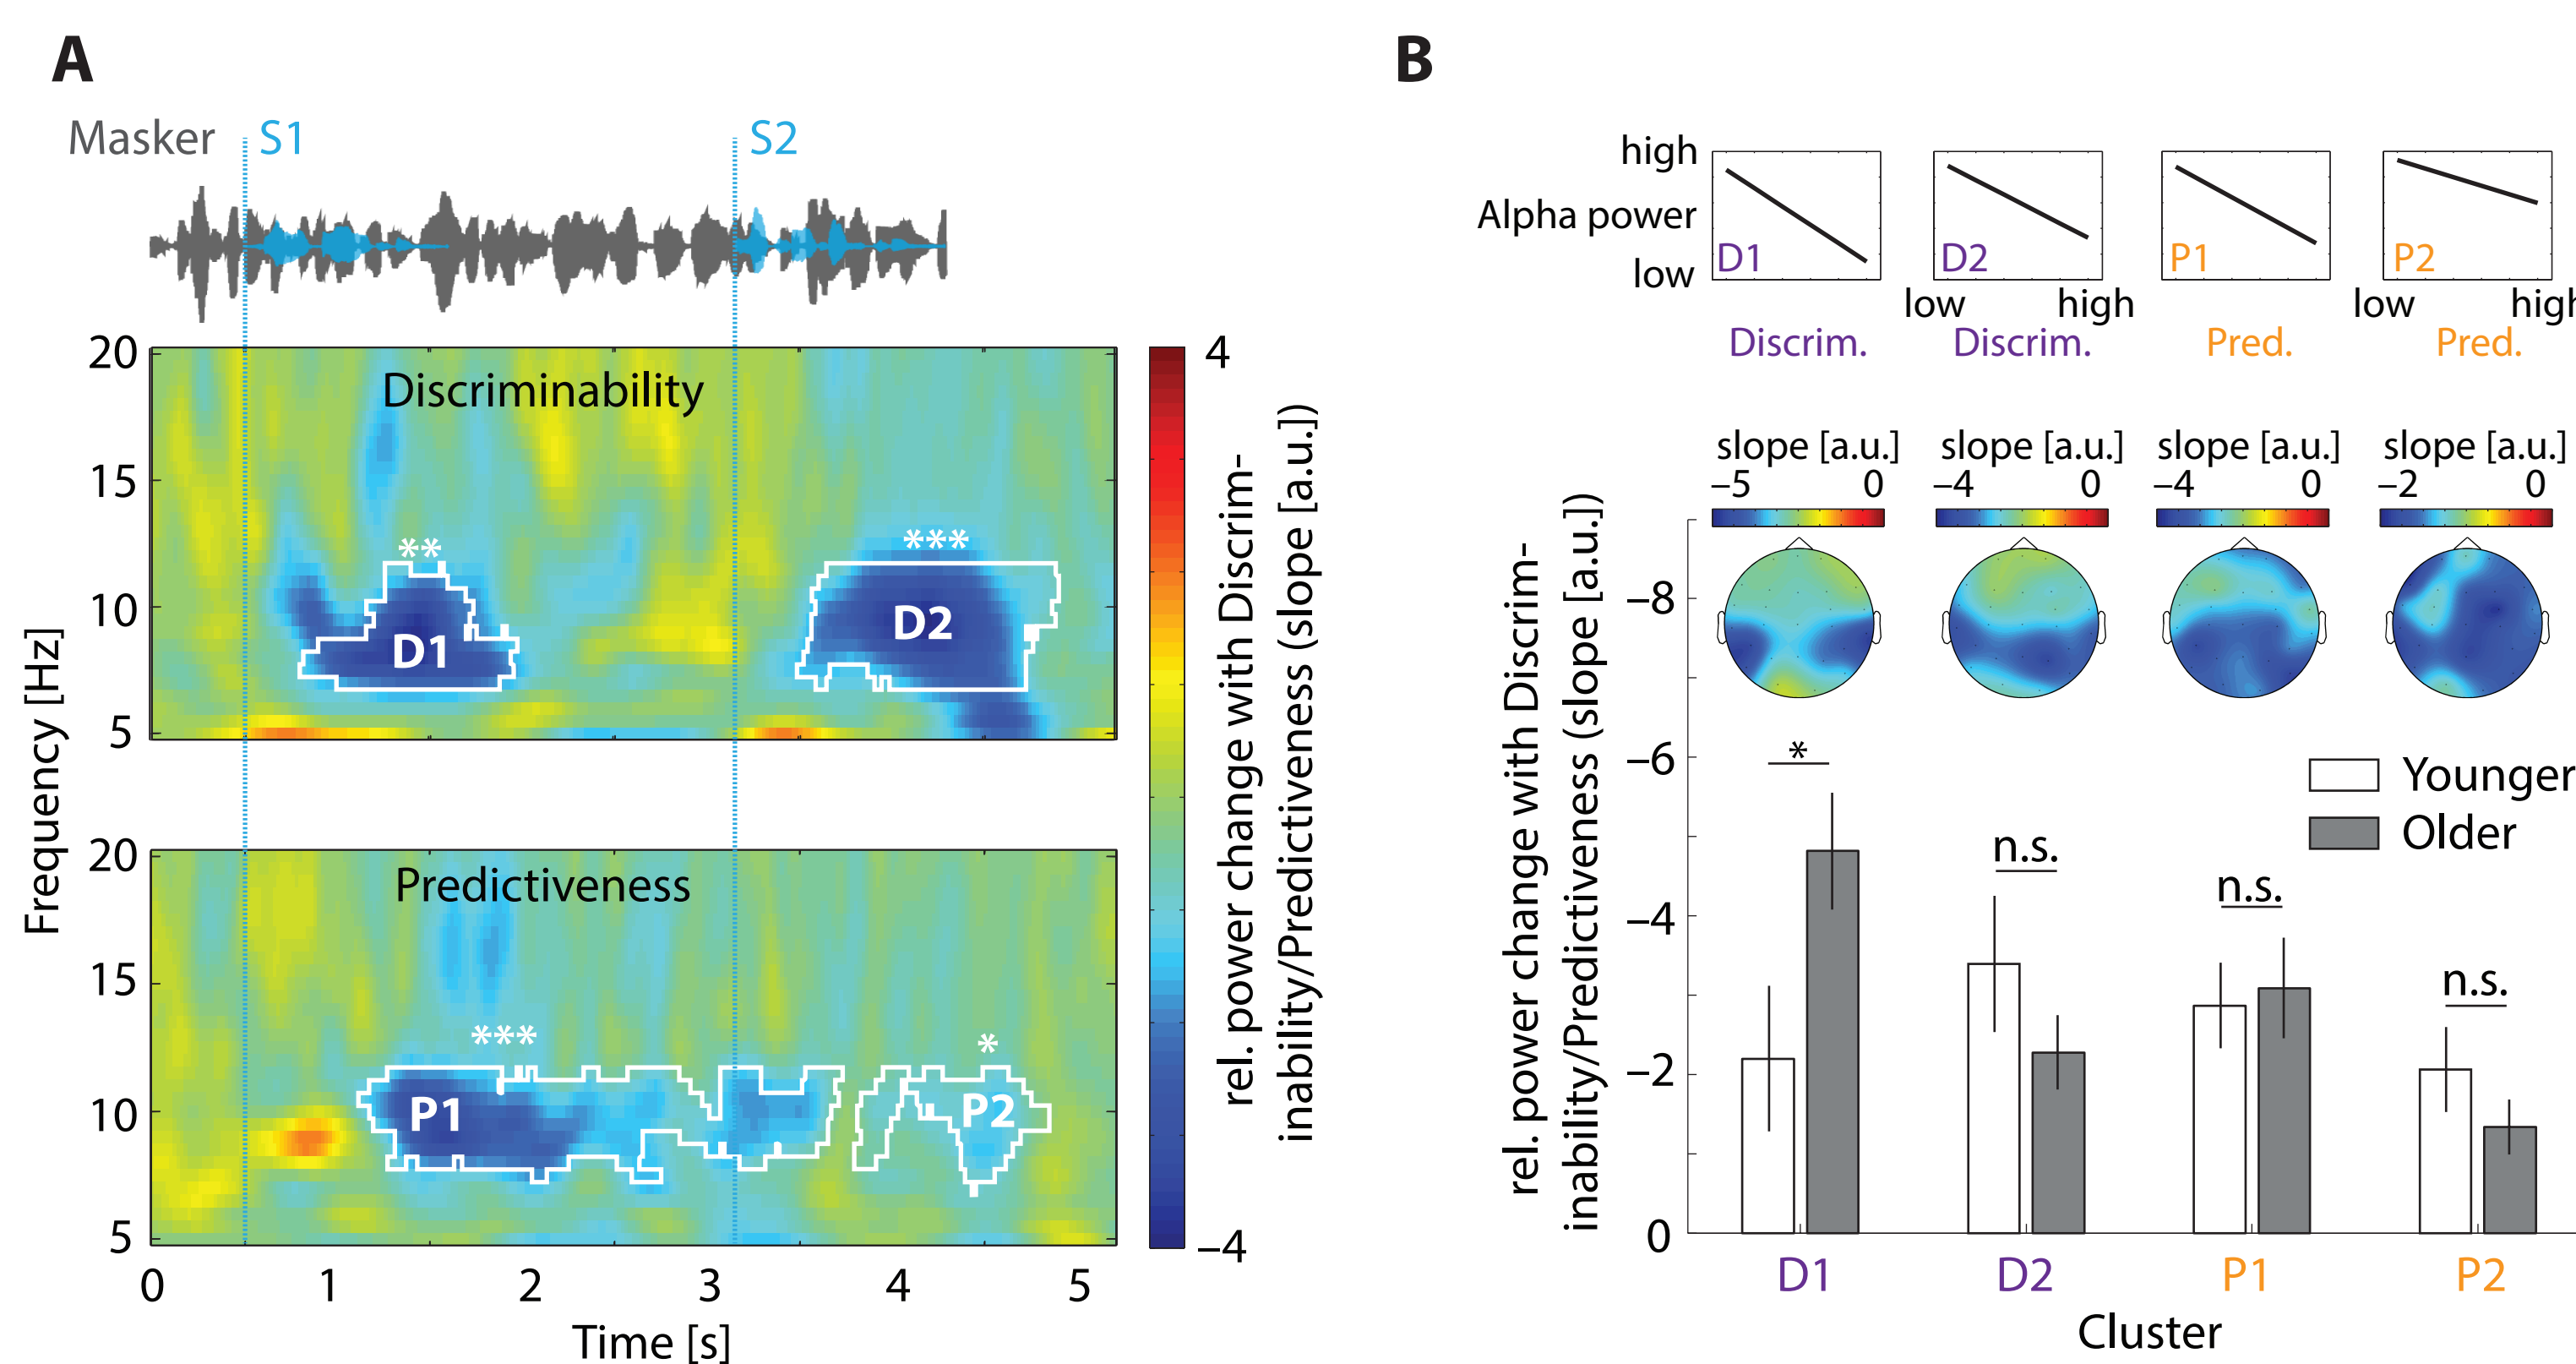 A
Masker
S1
S2
20
15
10
5
Discriminability
**
***
D1
D2
20
15
10
5
Predictiveness
***
*
P1
P2
Frequency [Hz]
0 1 2 3 4 5
Time [s]
4
−4
rel. power change with Discrim-
inability/Predictiveness (slope [a.u.])
B
high
Alpha power
low
D1
D2
P1
P2
low high
low high
Discrim.
Discrim.
Pred.
Pred.
slope [a.u.]
slope [a.u.]
slope [a.u.]
slope [a.u.]
−5 0
−4 0
−4 0
−2 0
rel. power change with Discrim-
inability/Predictiveness (slope [a.u.])
−8
−6
−4
−2
0
*
n.s.
n.s.
n.s.
Younger
Older
D1
D2
P1
P2
Cluster